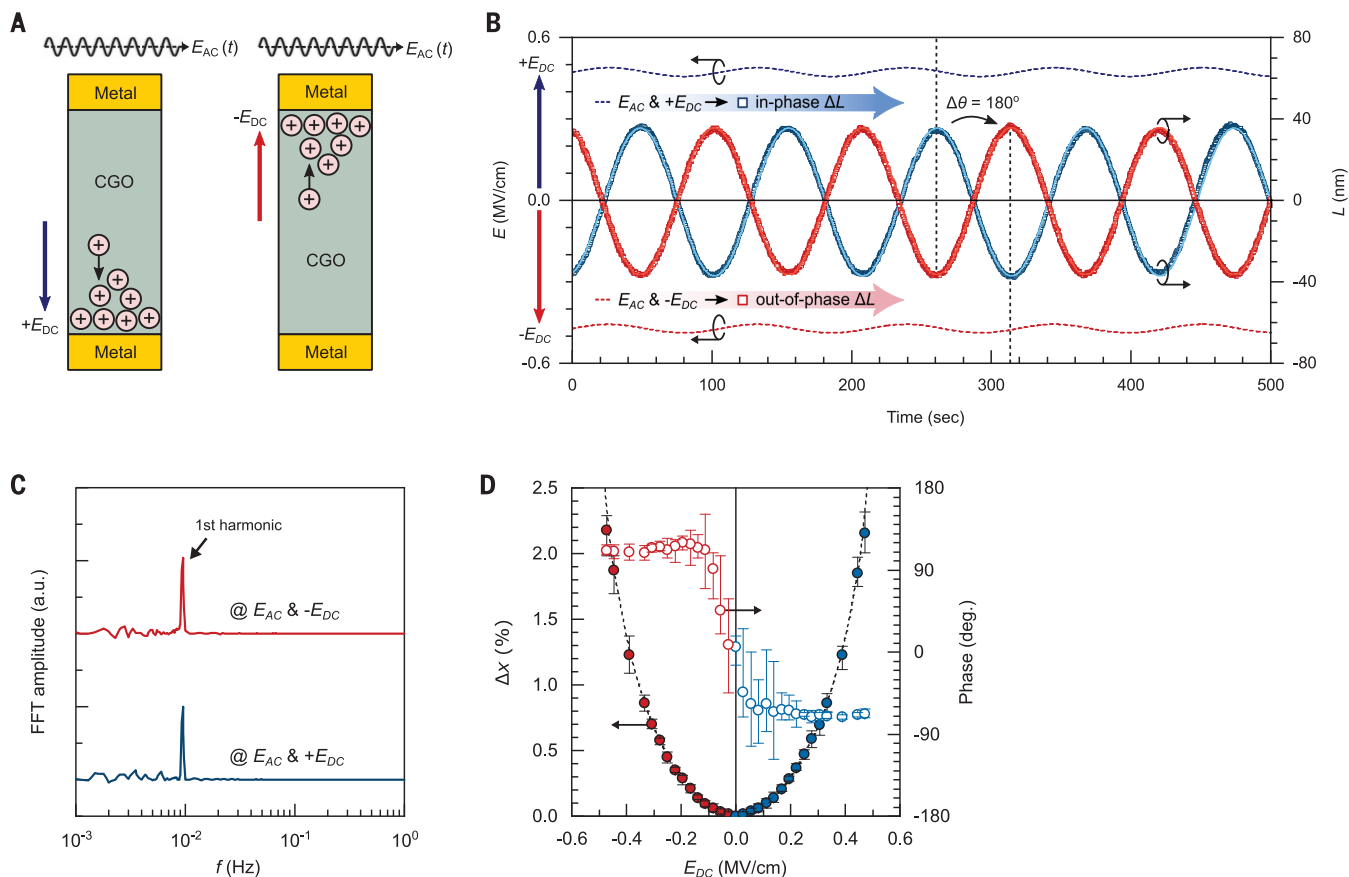 A
E_AC (t)
E_AC (t)
Metal
CGO
+
+
+ +
+ + +
+ + + +
+E_DC
Metal
-E_DC
Metal
+ + + +
+ + +
+ +
+
CGO
Metal
B
E (MV/cm)
0.6
+E_DC
0.0
-E_DC
-0.6
E_AC & +E_DC → in-phase ΔL
Δθ = 180°
E_AC & -E_DC → out-of-phase ΔL
80
40
0
-40
-80
L (nm)
0 100 200 300 400 500
Time (sec)
C
FFT amplitude (a.u.)
1st harmonic
@ E_AC & -E_DC
@ E_AC & +E_DC
10⁻³ 10⁻² 10⁻¹ 10⁰
f (Hz)
D
Δx (%)
2.5
2.0
1.5
1.0
0.5
0.0
180
90
0
-90
-180
Phase (deg.)
-0.6 -0.4 -0.2 0.0 0.2 0.4 0.6
E_DC (MV/cm)